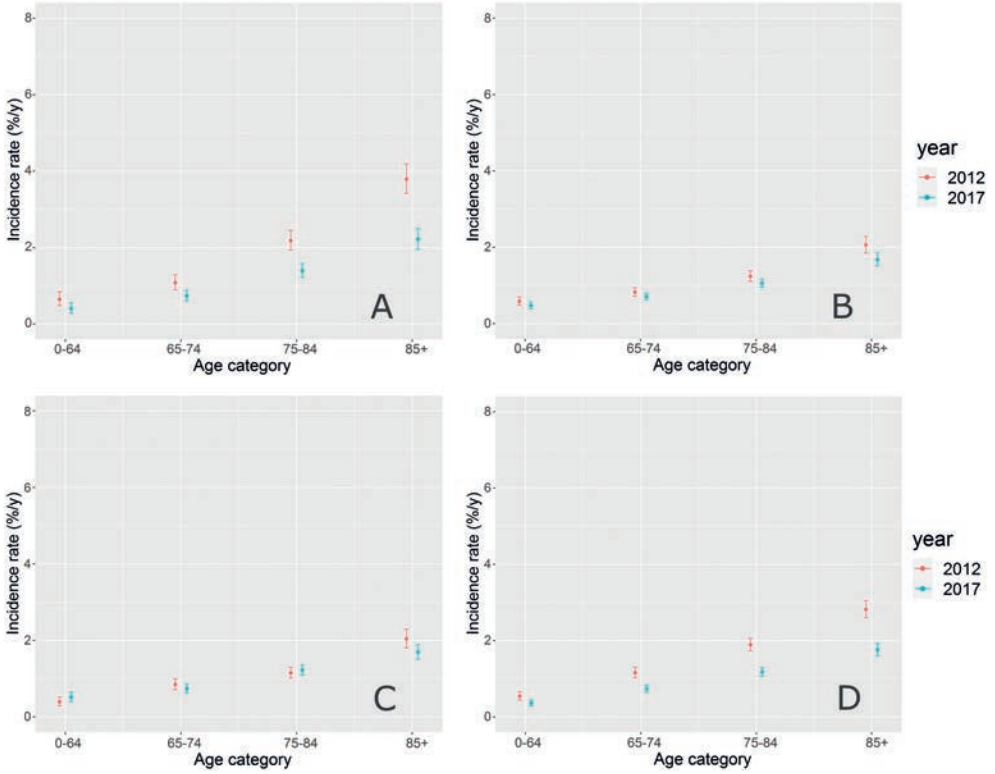 8
6
4
2
0
Incidence rate (%/y)
0-64 65-74 75-84 85+
Age category
A
8
6
4
2
0
Incidence rate (%/y)
0-64 65-74 75-84 85+
Age category
B
year
2012
2017
8
6
4
2
0
Incidence rate (%/y)
0-64 65-74 75-84 85+
Age category
C
8
6
4
2
0
Incidence rate (%/y)
0-64 65-74 75-84 85+
Age category
D
year
2012
2017